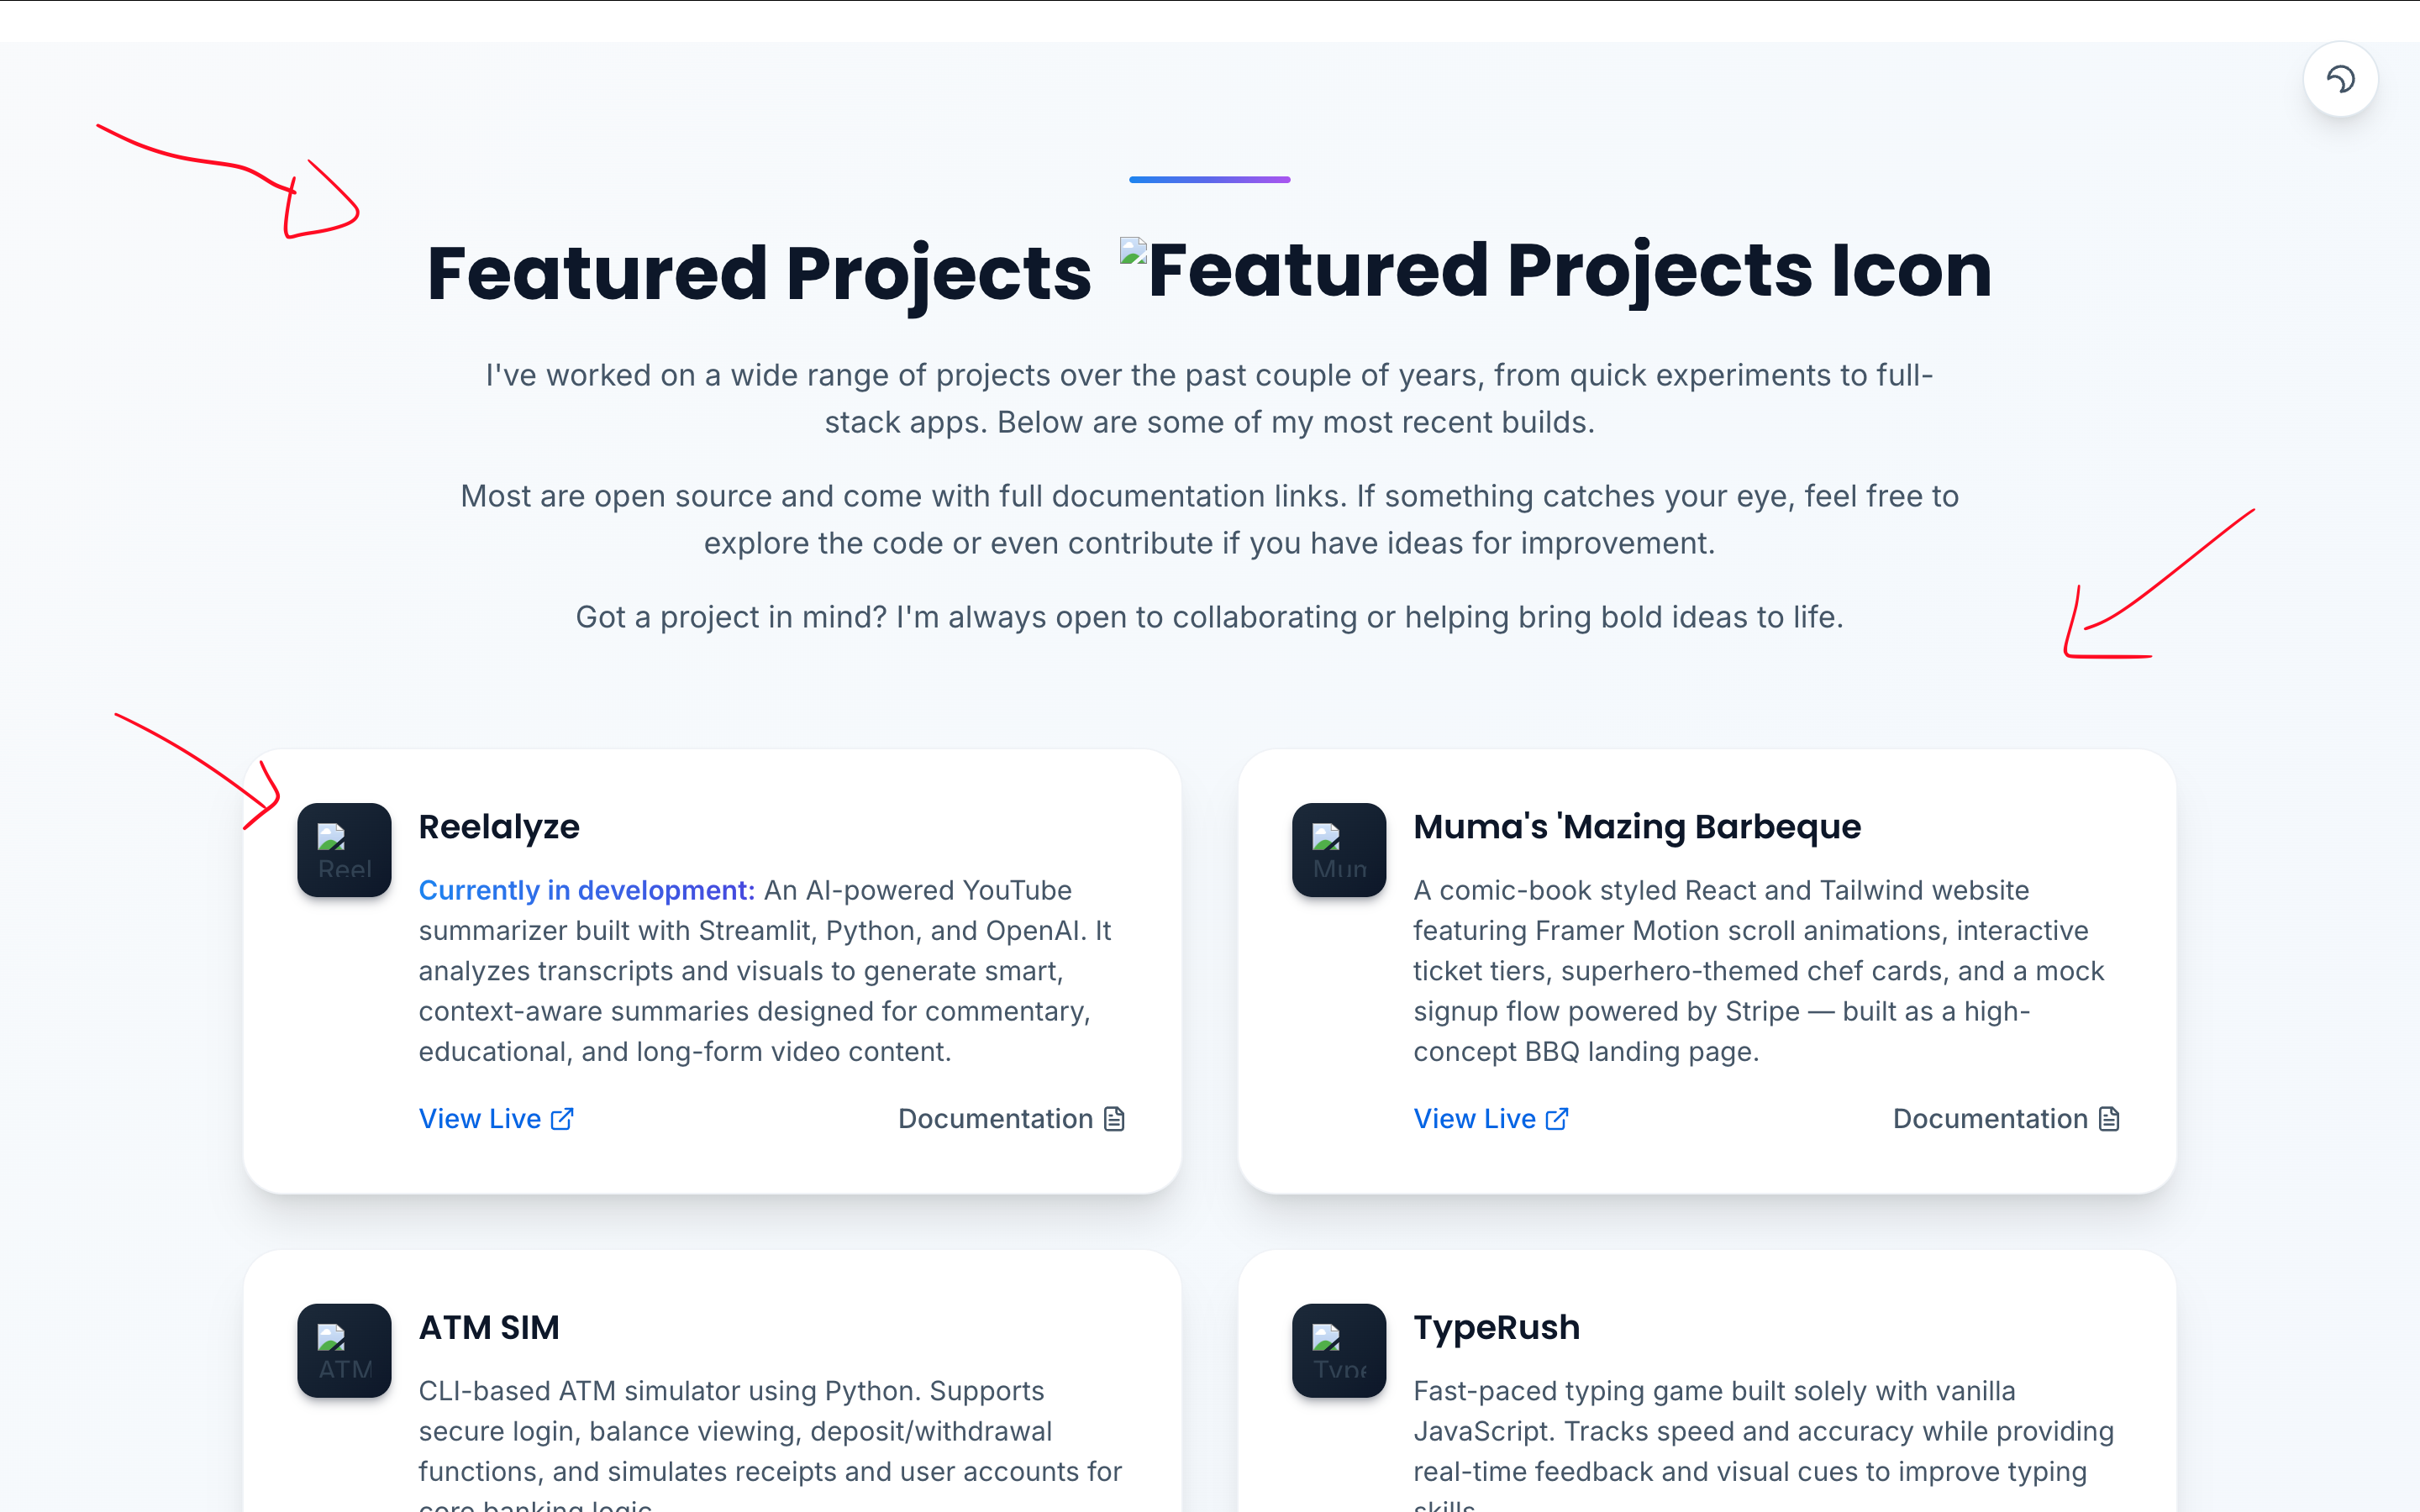 Featured Projects Featured Projects Icon
I've worked on a wide range of projects over the past couple of years, from quick experiments to full-
stack apps. Below are some of my most recent builds.
Most are open source and come with full documentation links. If something catches your eye, feel free to
explore the code or even contribute if you have ideas for improvement.
Got a project in mind? I'm always open to collaborating or helping bring bold ideas to life.
Reel
Reelalyze
Currently in development: An AI-powered YouTube
summarizer built with Streamlit, Python, and OpenAI. It
analyzes transcripts and visuals to generate smart,
context-aware summaries designed for commentary,
educational, and long-form video content.
View Live
Documentation
Mum
Muma's 'Mazing Barbeque
A comic-book styled React and Tailwind website
featuring Framer Motion scroll animations, interactive
ticket tiers, superhero-themed chef cards, and a mock
signup flow powered by Stripe — built as a high-
concept BBQ landing page.
View Live
Documentation
ATM
ATM SIM
CLI-based ATM simulator using Python. Supports
secure login, balance viewing, deposit/withdrawal
functions, and simulates receipts and user accounts for
core banking logic.
Type
TypeRush
Fast-paced typing game built solely with vanilla
JavaScript. Tracks speed and accuracy while providing
real-time feedback and visual cues to improve typing
skills.